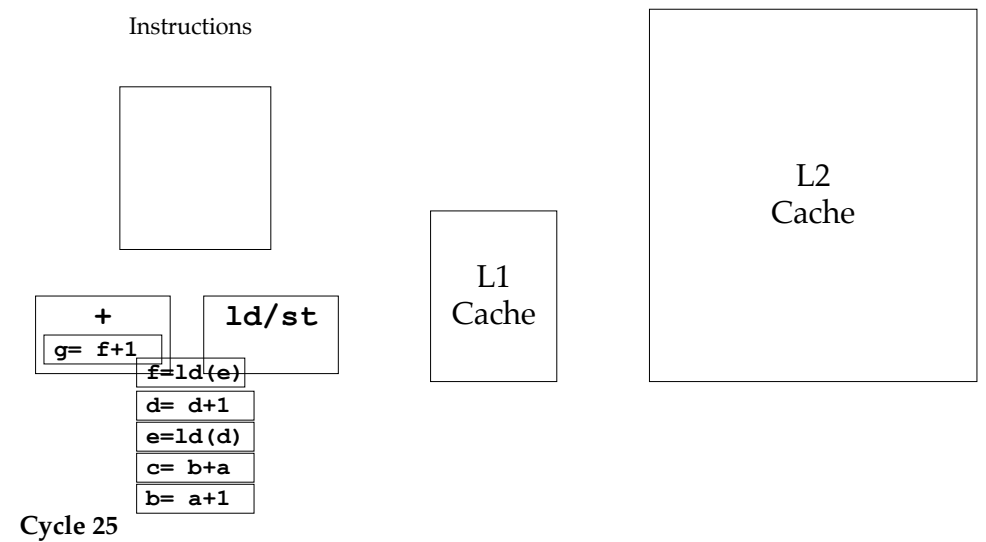 Instructions
L2
Cache
L1
Cache
+
ld/st
g= f+1
f=ld(e)
d= d+1
e=ld(d)
c= b+a
b= a+1
Cycle 25